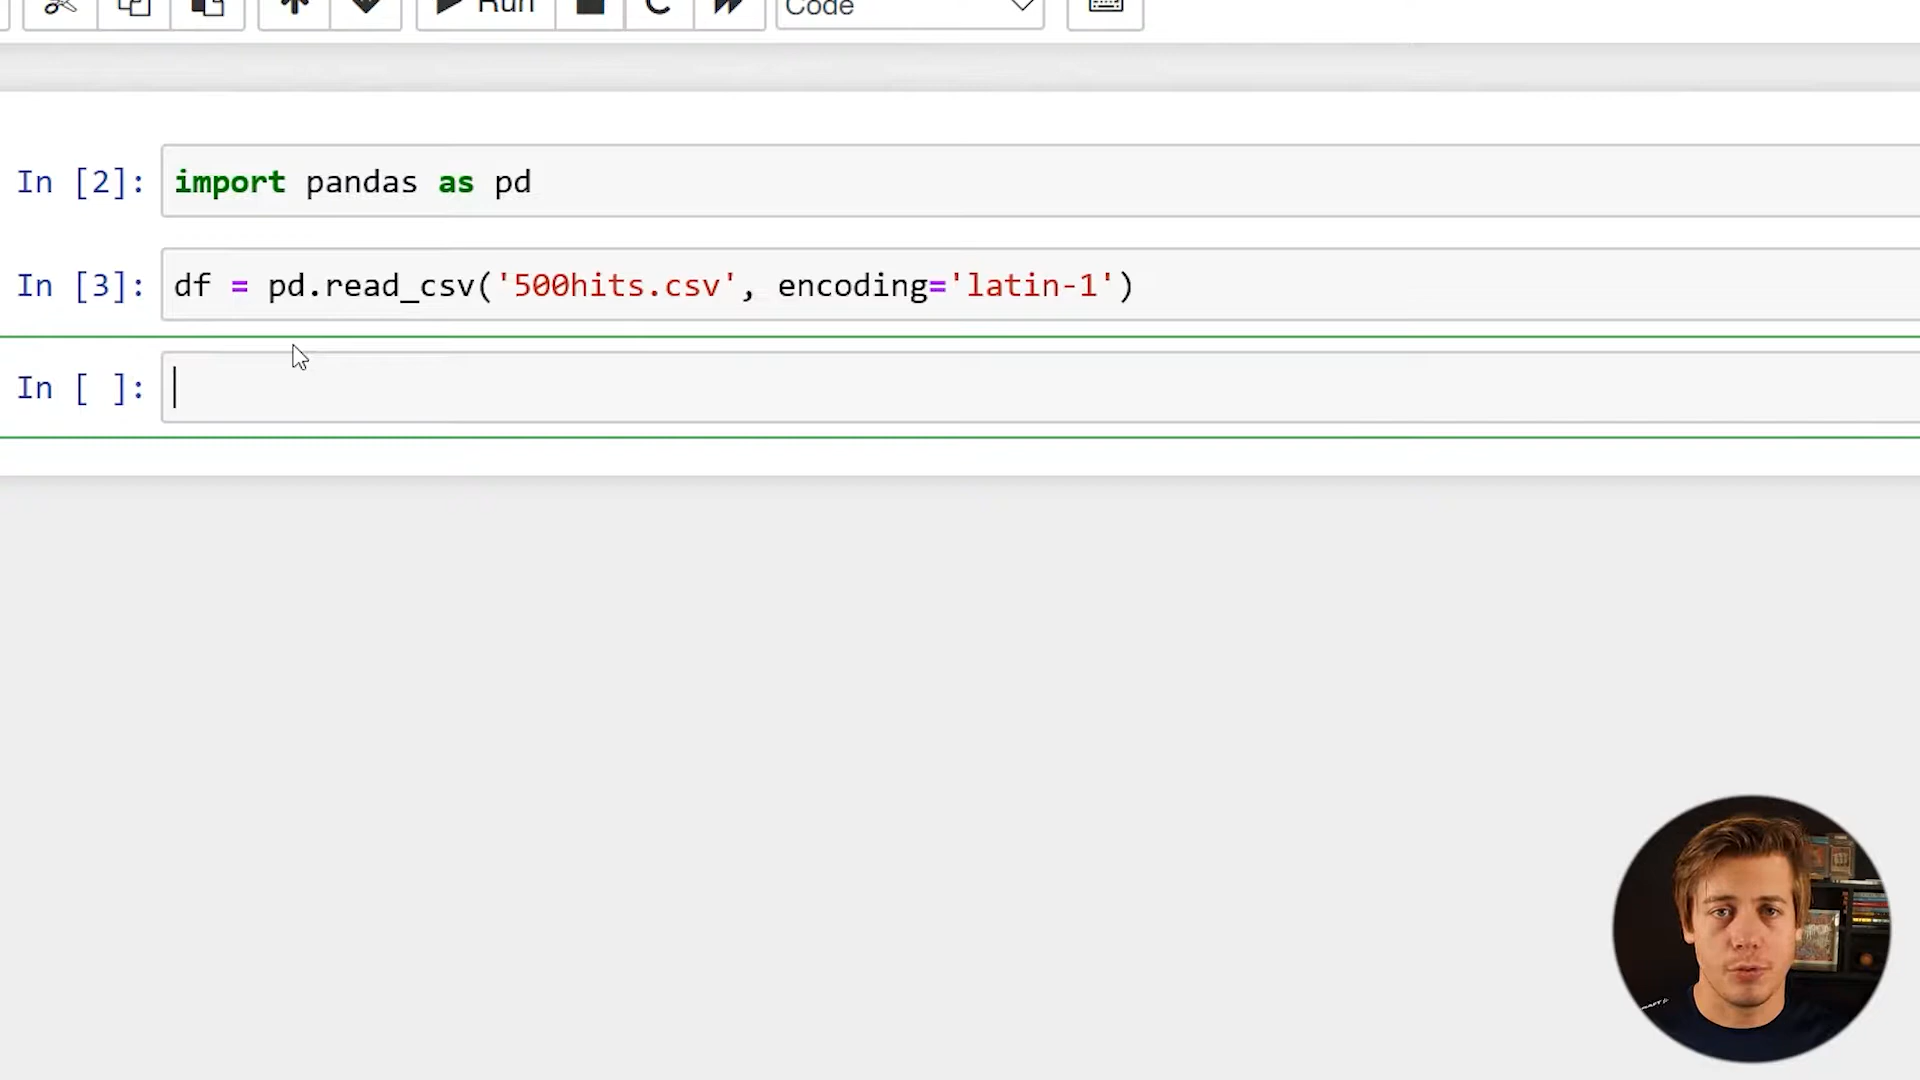 Run
Code
In [2]: import pandas as pd
In [3]: df = pd.read_csv('500hits.csv', encoding='latin-1')
In [ ]: